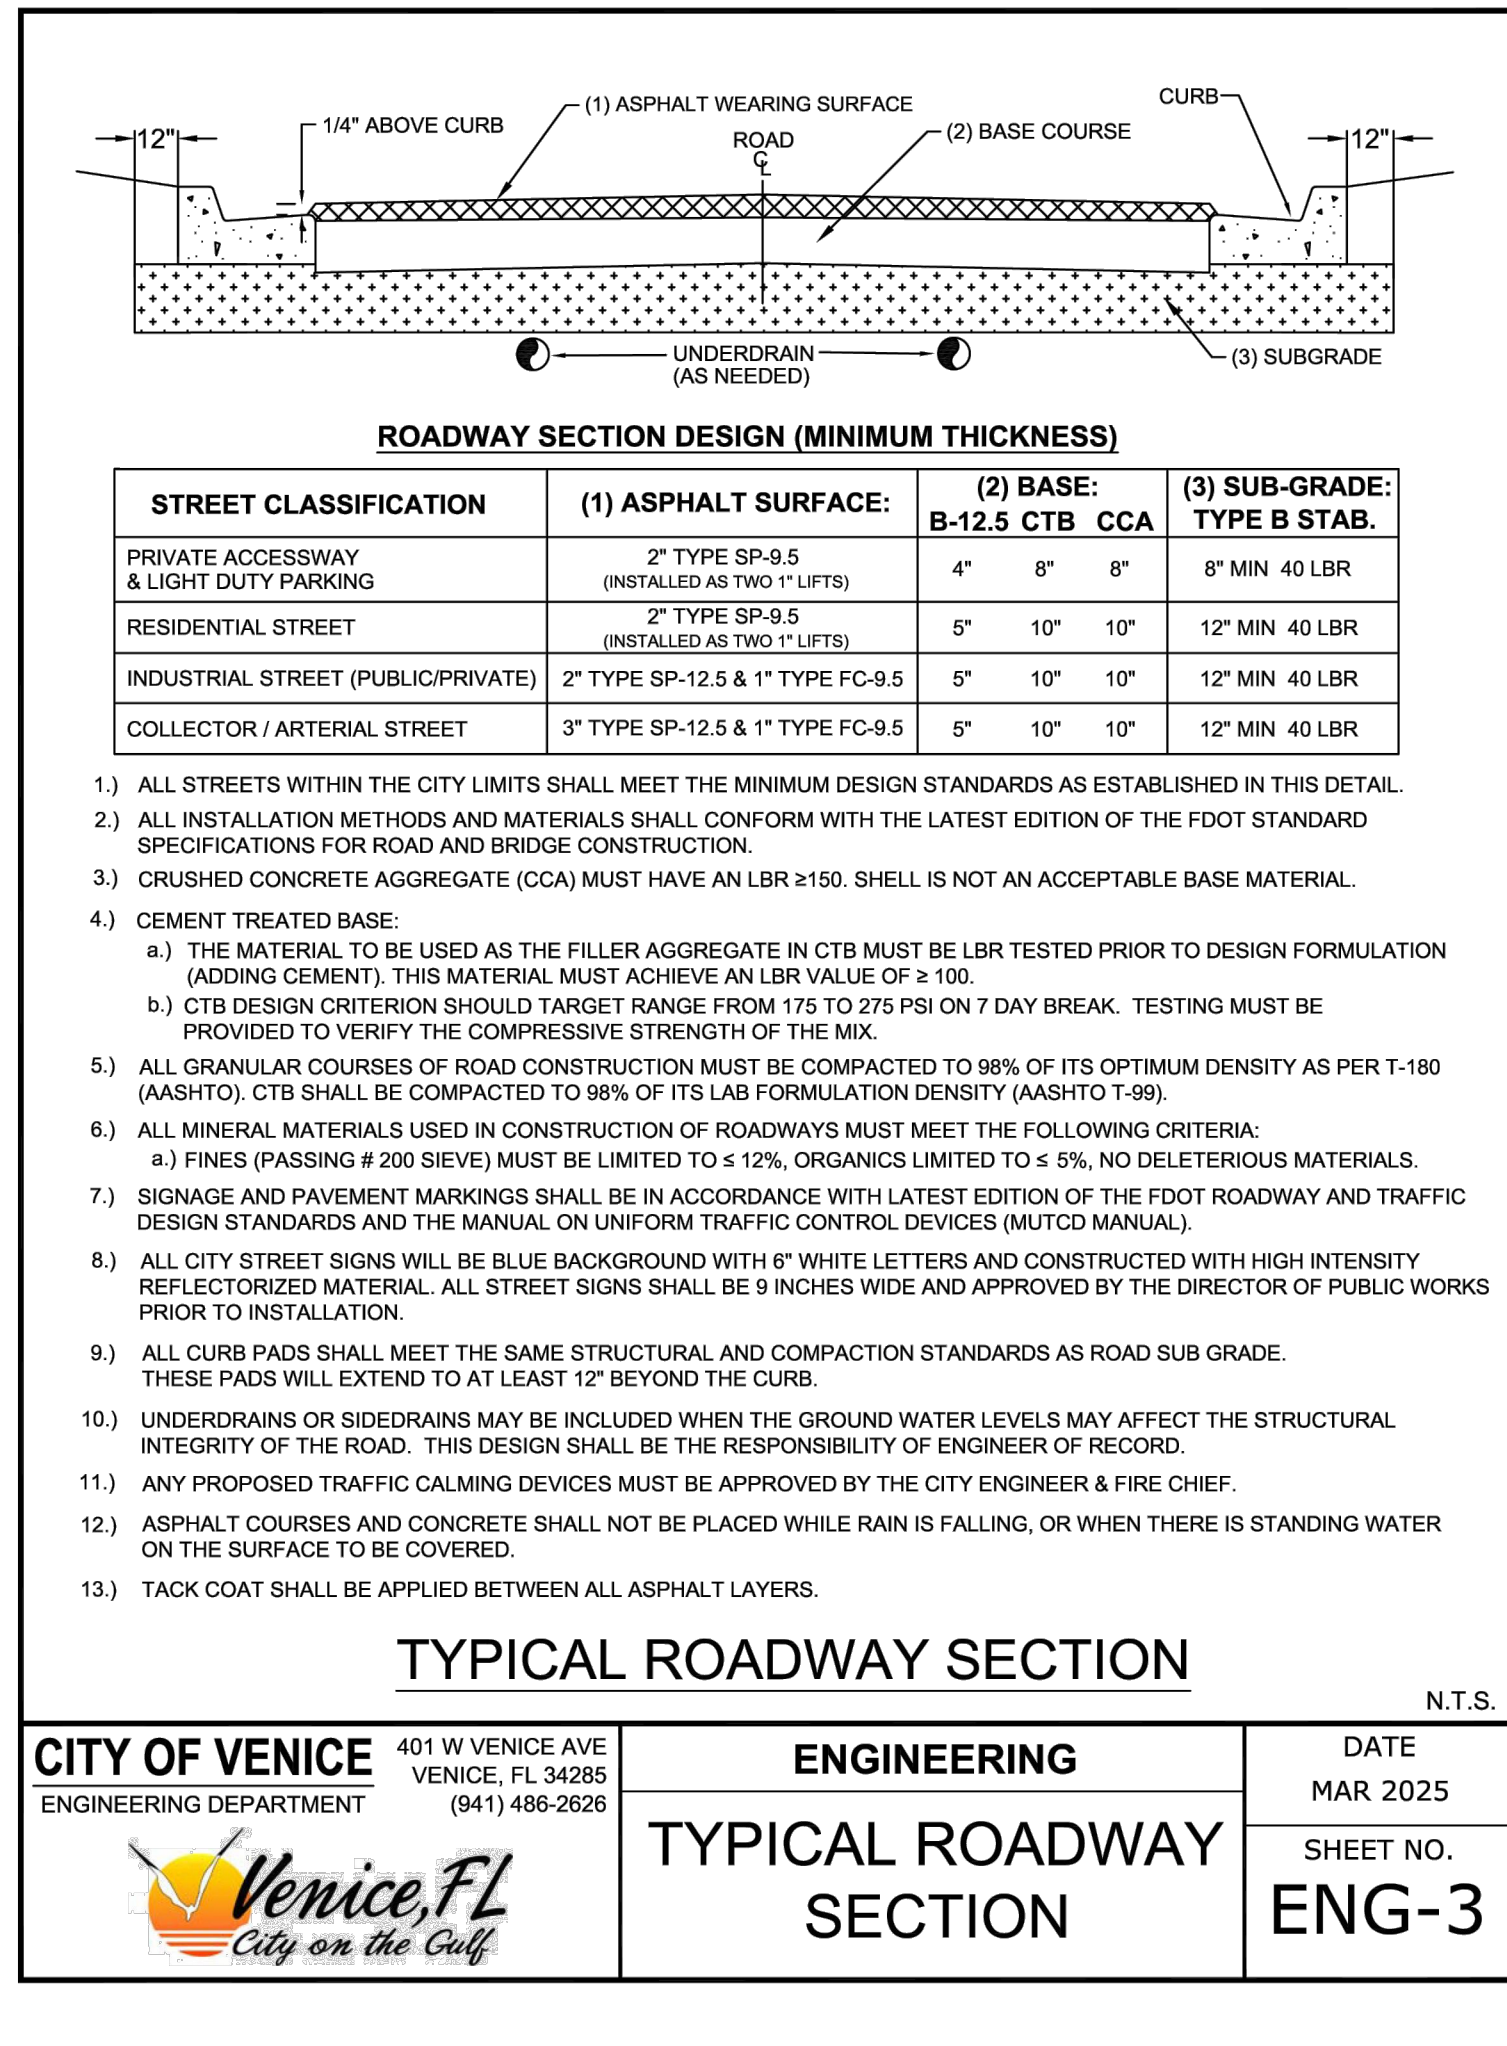 (1) ASPHALT WEARING SURFACE
CURB
1/4" ABOVE CURB
12"
ROAD
(2) BASE COURSE
12"
℄
UNDERDRAIN
(AS NEEDED)
(3) SUBGRADE
ROADWAY SECTION DESIGN (MINIMUM THICKNESS)
STREET CLASSIFICATION (1) ASPHALT SURFACE: (2) BASE: (3) SUB-GRADE:
B-12.5 CTB CCA TYPE B STAB.
PRIVATE ACCESSWAY 2" TYPE SP-9.5
& LIGHT DUTY PARKING (INSTALLED AS TWO 1" LIFTS) 4" 8" 8" 8" MIN 40 LBR
RESIDENTIAL STREET 2" TYPE SP-9.5 5" 10" 10" 12" MIN 40 LBR
(INSTALLED AS TWO 1" LIFTS)
INDUSTRIAL STREET (PUBLIC/PRIVATE) 2" TYPE SP-12.5 & 1" TYPE FC-9.5 5" 10" 10" 12" MIN 40 LBR
COLLECTOR / ARTERIAL STREET 3" TYPE SP-12.5 & 1" TYPE FC-9.5 5" 10" 10" 12" MIN 40 LBR
1.) ALL STREETS WITHIN THE CITY LIMITS SHALL MEET THE MINIMUM DESIGN STANDARDS AS ESTABLISHED IN THIS DETAIL.
2.) ALL INSTALLATION METHODS AND MATERIALS SHALL CONFORM WITH THE LATEST EDITION OF THE FDOT STANDARD
SPECIFICATIONS FOR ROAD AND BRIDGE CONSTRUCTION.
3.) CRUSHED CONCRETE AGGREGATE (CCA) MUST HAVE AN LBR ≥150. SHELL IS NOT AN ACCEPTABLE BASE MATERIAL.
4.) CEMENT TREATED BASE:
a.) THE MATERIAL TO BE USED AS THE FILLER AGGREGATE IN CTB MUST BE LBR TESTED PRIOR TO DESIGN FORMULATION
(ADDING CEMENT). THIS MATERIAL MUST ACHIEVE AN LBR VALUE OF ≥ 100.
b.) CTB DESIGN CRITERION SHOULD TARGET RANGE FROM 175 TO 275 PSI ON 7 DAY BREAK. TESTING MUST BE
PROVIDED TO VERIFY THE COMPRESSIVE STRENGTH OF THE MIX.
5.) ALL GRANULAR COURSES OF ROAD CONSTRUCTION MUST BE COMPACTED TO 98% OF ITS OPTIMUM DENSITY AS PER T-180
(AASHTO). CTB SHALL BE COMPACTED TO 98% OF ITS LAB FORMULATION DENSITY (AASHTO T-99).
6.) ALL MINERAL MATERIALS USED IN CONSTRUCTION OF ROADWAYS MUST MEET THE FOLLOWING CRITERIA:
a.) FINES (PASSING # 200 SIEVE) MUST BE LIMITED TO ≤ 12%, ORGANICS LIMITED TO ≤ 5%, NO DELETERIOUS MATERIALS.
7.) SIGNAGE AND PAVEMENT MARKINGS SHALL BE IN ACCORDANCE WITH LATEST EDITION OF THE FDOT ROADWAY AND TRAFFIC
DESIGN STANDARDS AND THE MANUAL ON UNIFORM TRAFFIC CONTROL DEVICES (MUTCD MANUAL).
8.) ALL CITY STREET SIGNS WILL BE BLUE BACKGROUND WITH 6" WHITE LETTERS AND CONSTRUCTED WITH HIGH INTENSITY
REFLECTORIZED MATERIAL. ALL STREET SIGNS SHALL BE 9 INCHES WIDE AND APPROVED BY THE DIRECTOR OF PUBLIC WORKS
PRIOR TO INSTALLATION.
9.) ALL CURB PADS SHALL MEET THE SAME STRUCTURAL AND COMPACTION STANDARDS AS ROAD SUB GRADE.
THESE PADS WILL EXTEND TO AT LEAST 12" BEYOND THE CURB.
10.) UNDERDRAINS OR SIDEDRAINS MAY BE INCLUDED WHEN THE GROUND WATER LEVELS MAY AFFECT THE STRUCTURAL
INTEGRITY OF THE ROAD. THIS DESIGN SHALL BE THE RESPONSIBILITY OF ENGINEER OF RECORD.
11.) ANY PROPOSED TRAFFIC CALMING DEVICES MUST BE APPROVED BY THE CITY ENGINEER & FIRE CHIEF.
12.) ASPHALT COURSES AND CONCRETE SHALL NOT BE PLACED WHILE RAIN IS FALLING, OR WHEN THERE IS STANDING WATER
ON THE SURFACE TO BE COVERED.
13.) TACK COAT SHALL BE APPLIED BETWEEN ALL ASPHALT LAYERS.
TYPICAL ROADWAY SECTION
N.T.S.
CITY OF VENICE
ENGINEERING DEPARTMENT
401 W VENICE AVE
VENICE, FL 34285
(941) 486-2626
Venice, FL
City on the Gulf
ENGINEERING
TYPICAL ROADWAY
SECTION
DATE
MAR 2025
SHEET NO.
ENG-3